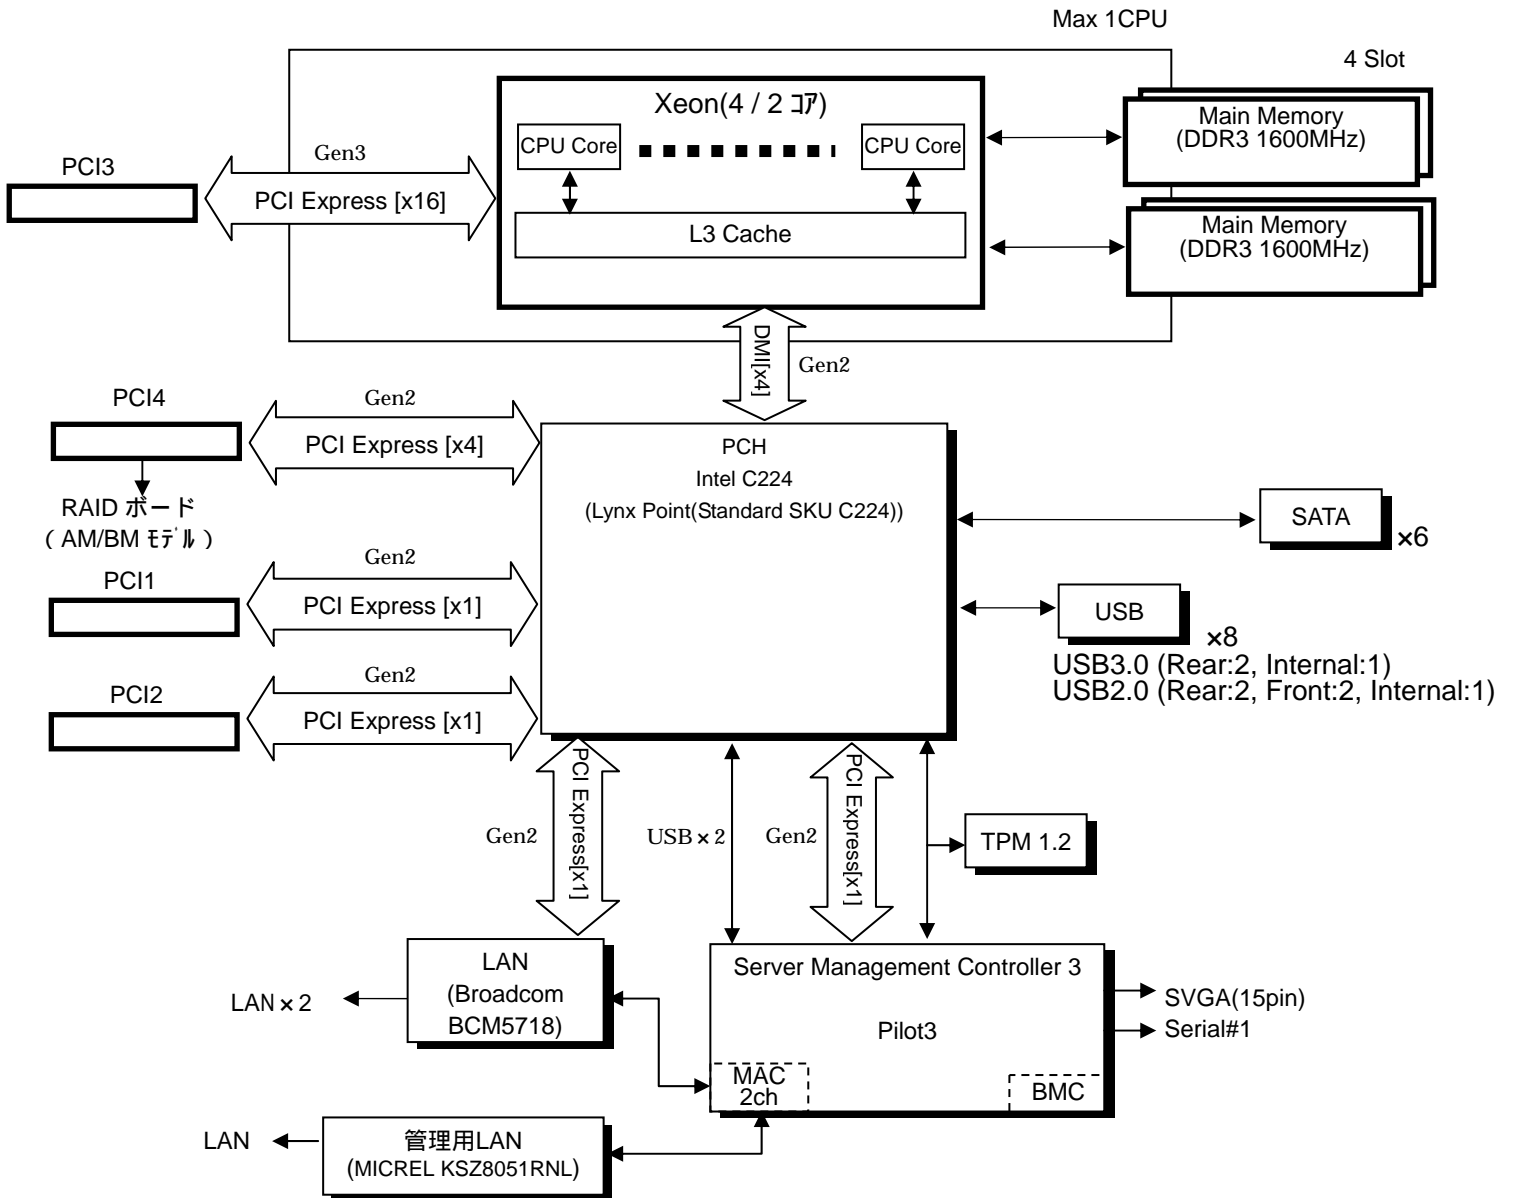 Max 1CPU
4 Slot
Xeon(4 / 2 ｺｱ)
CPU Core
CPU Core
L3 Cache
Main Memory
(DDR3 1600MHz)
Main Memory
(DDR3 1600MHz)
PCI3
Gen3
PCI Express [x16]
DMI[x4]
Gen2
PCI4
Gen2
PCI Express [x4]
RAID ボード
( AM/BM ﾓﾃﾞﾙ )
PCH
Intel C224
(Lynx Point(Standard SKU C224))
SATA
×6
PCI1
Gen2
PCI Express [x1]
USB
×8
USB3.0 (Rear:2, Internal:1)
USB2.0 (Rear:2, Front:2, Internal:1)
PCI2
Gen2
PCI Express [x1]
Gen2
PCI Express[x1]
USB × 2
Gen2
PCI Express[x1]
TPM 1.2
LAN
(Broadcom
BCM5718)
LAN × 2
Server Management Controller 3
Pilot3
SVGA(15pin)
Serial#1
MAC
2ch
BMC
LAN
管理用LAN
(MICREL KSZ8051RNL)